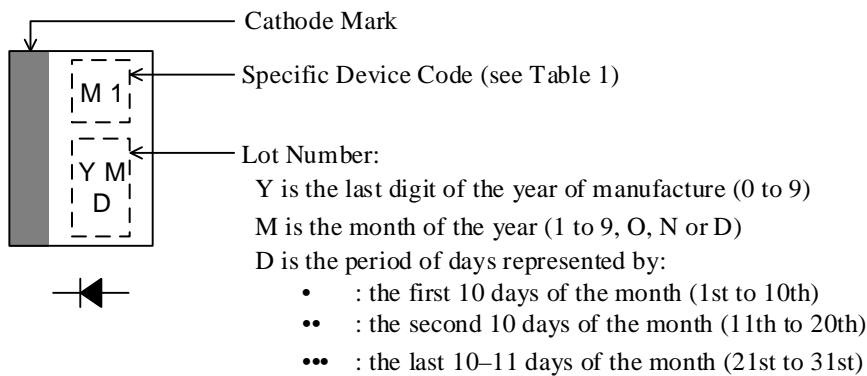 Cathode Mark
Specific Device Code (see Table 1)
M 1
Lot Number:
Y M
D
Y is the last digit of the year of manufacture (0 to 9)
M is the month of the year (1 to 9, O, N or D)
D is the period of days represented by:
• : the first 10 days of the month (1st to 10th)
•• : the second 10 days of the month (11th to 20th)
••• : the last 10–11 days of the month (21st to 31st)